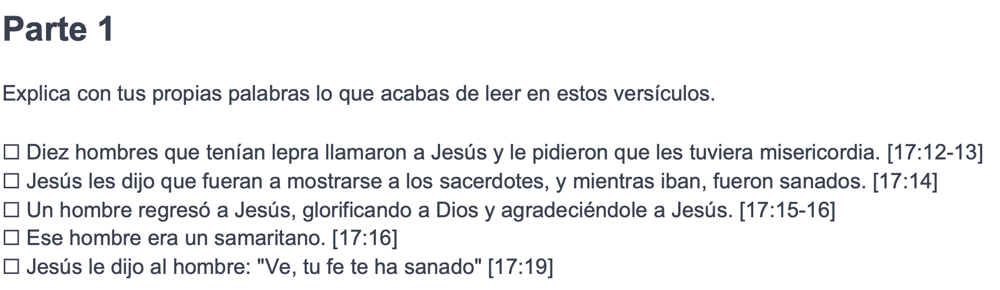 Parte 1
Explica con tus propias palabras lo que acabas de leer en estos versículos.
☐ Diez hombres que tenían lepra llamaron a Jesús y le pidieron que les tuviera misericordia. [17:12-13]
☐ Jesús les dijo que fueran a mostrarse a los sacerdotes, y mientras iban, fueron sanados. [17:14]
☐ Un hombre regresó a Jesús, glorificando a Dios y agradeciéndole a Jesús. [17:15-16]
☐ Ese hombre era un samaritano. [17:16]
☐ Jesús le dijo al hombre: "Ve, tu fe te ha sanado" [17:19]